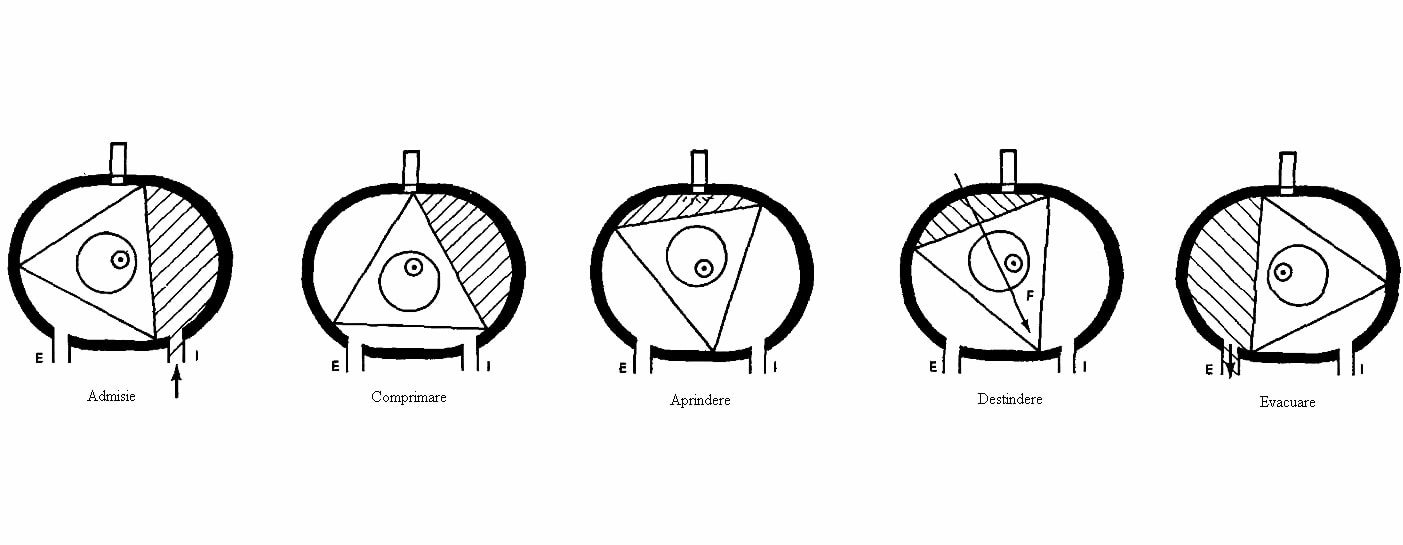 E I
Admisie
E I
Comprimare
E I
Aprindere
F
E I
Destindere
E I
Evacuare